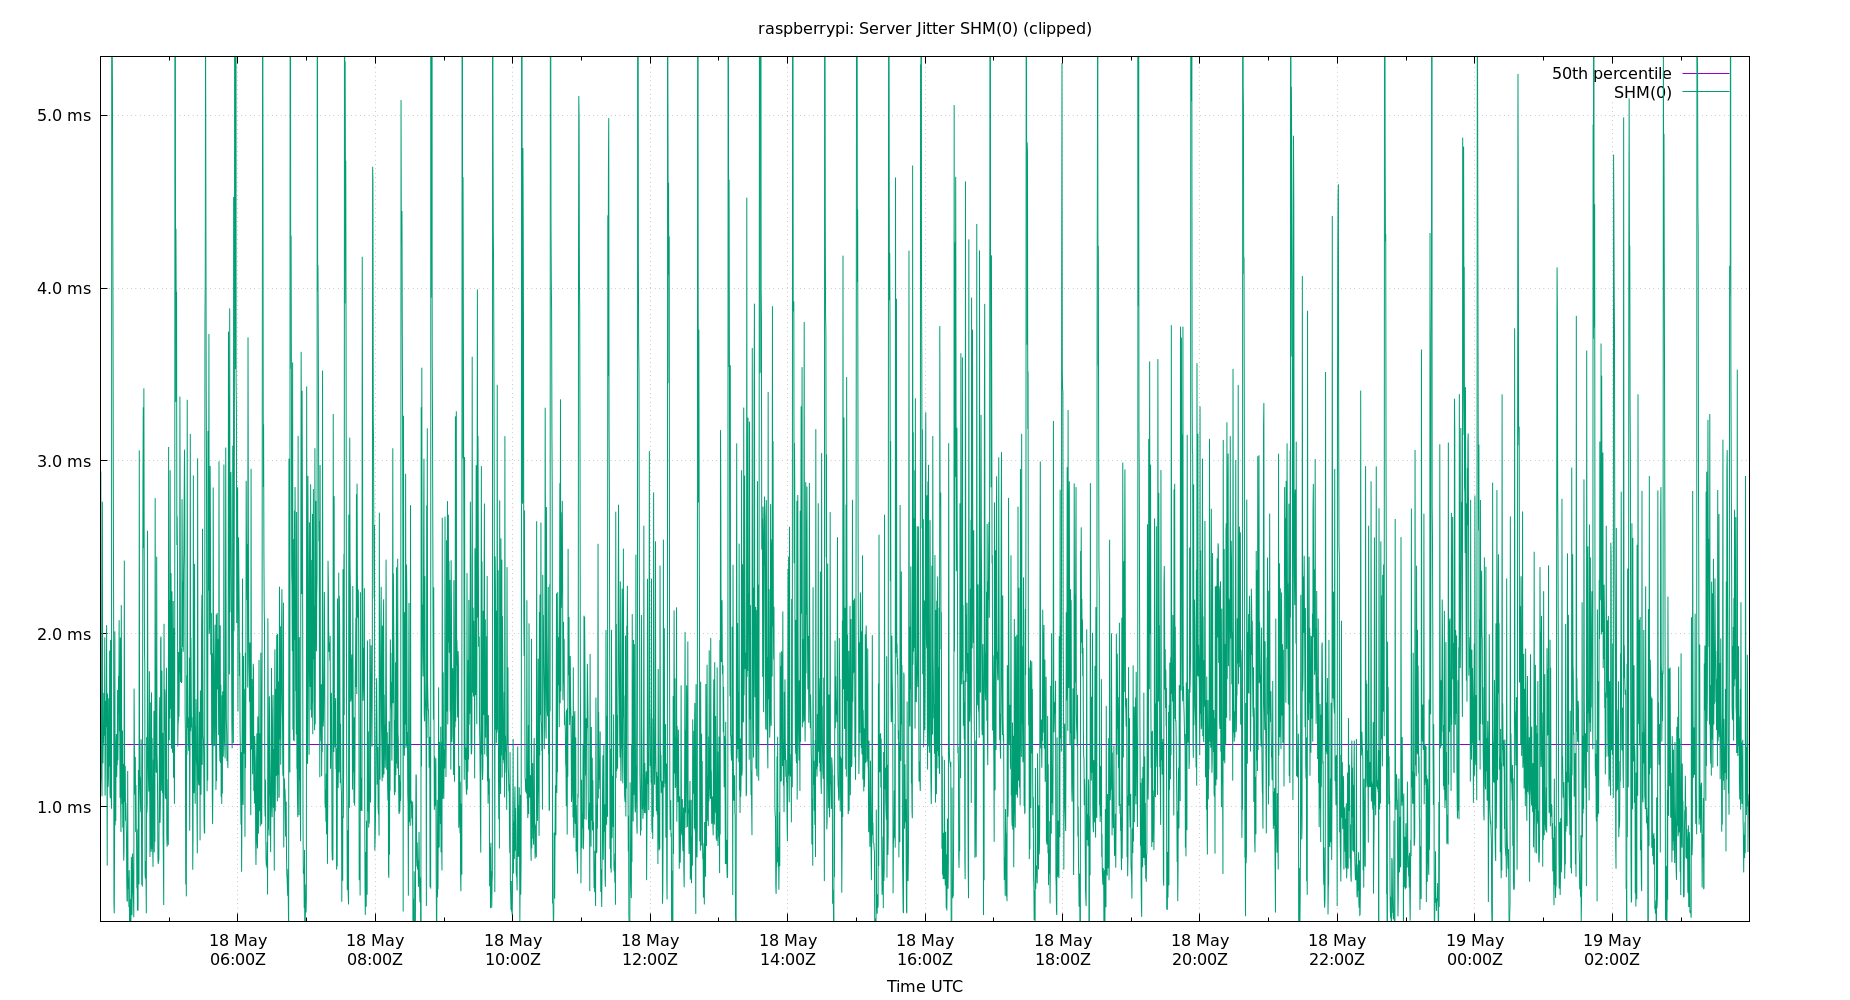 raspberrypi: Server Jitter SHM(0) (clipped)
50th percentile
SHM(0)
5.0 ms
4.0 ms
3.0 ms
2.0 ms
1.0 ms
18 May 18 May 18 May 18 May 18 May 18 May 18 May 18 May 18 May 19 May 19 May
06:00Z 08:00Z 10:00Z 12:00Z 14:00Z 16:00Z 18:00Z 20:00Z 22:00Z 00:00Z 02:00Z
Time UTC